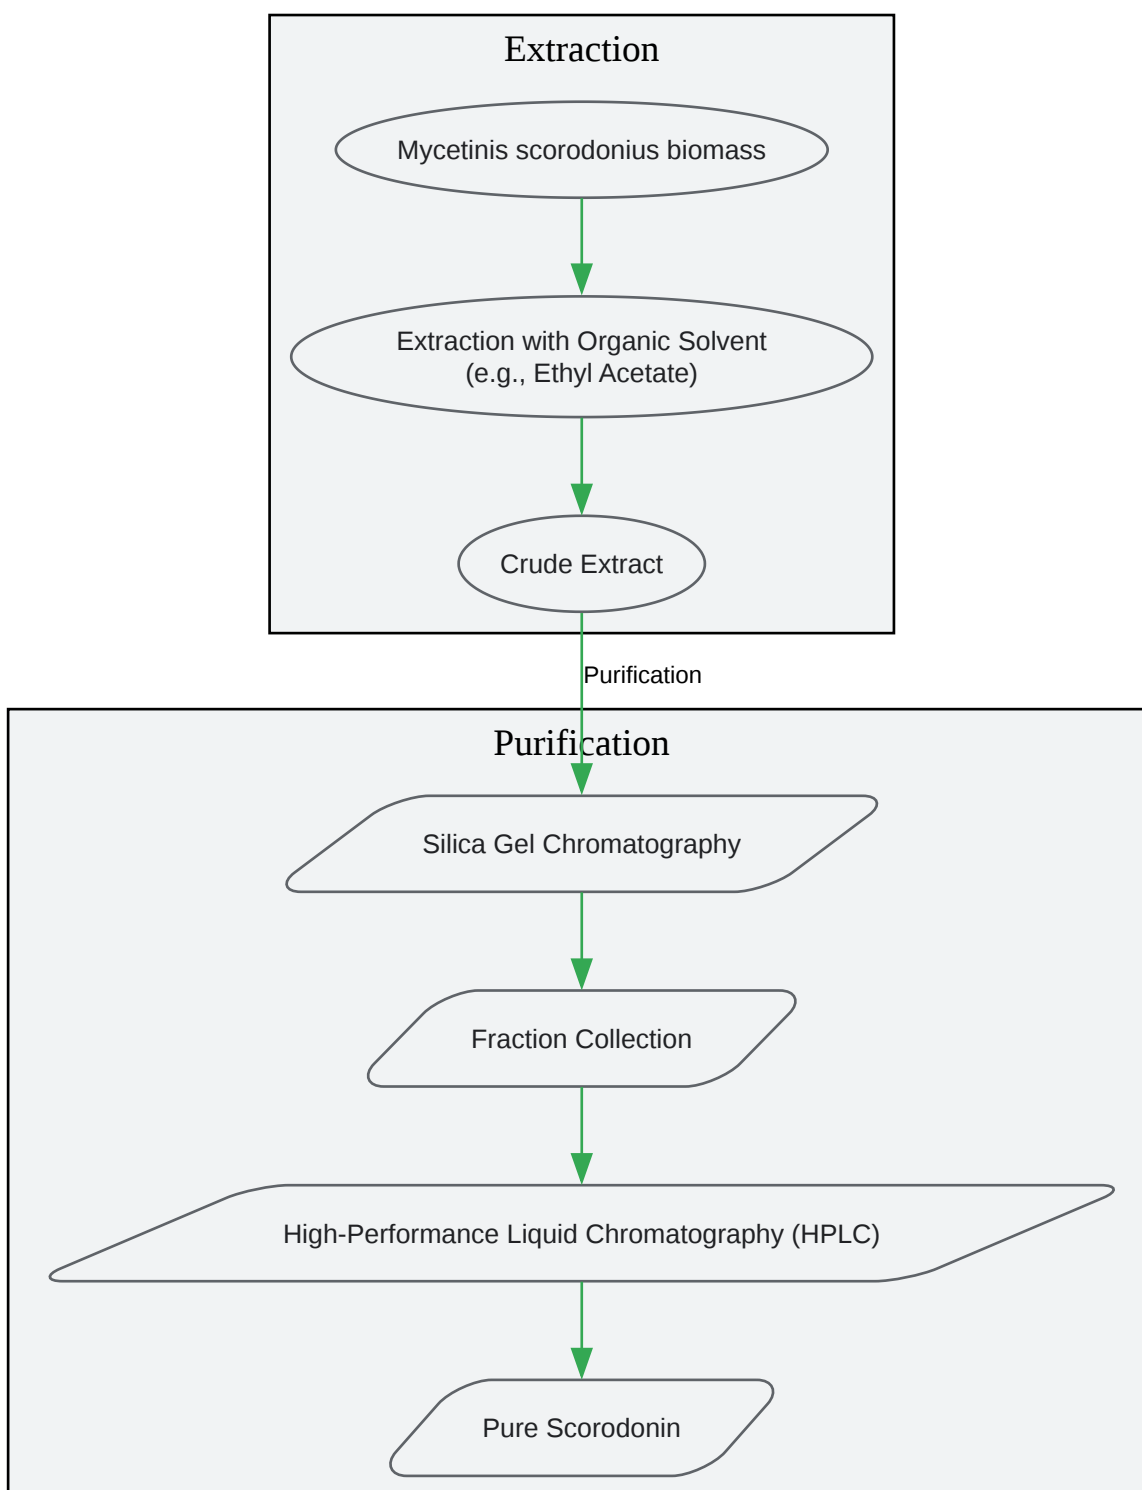 Extraction
Mycetinis scorodonius biomass
Extraction with Organic Solvent
(e.g., Ethyl Acetate)
Crude Extract
Purification
Purification
Silica Gel Chromatography
Fraction Collection
High-Performance Liquid Chromatography (HPLC)
Pure Scorodonin